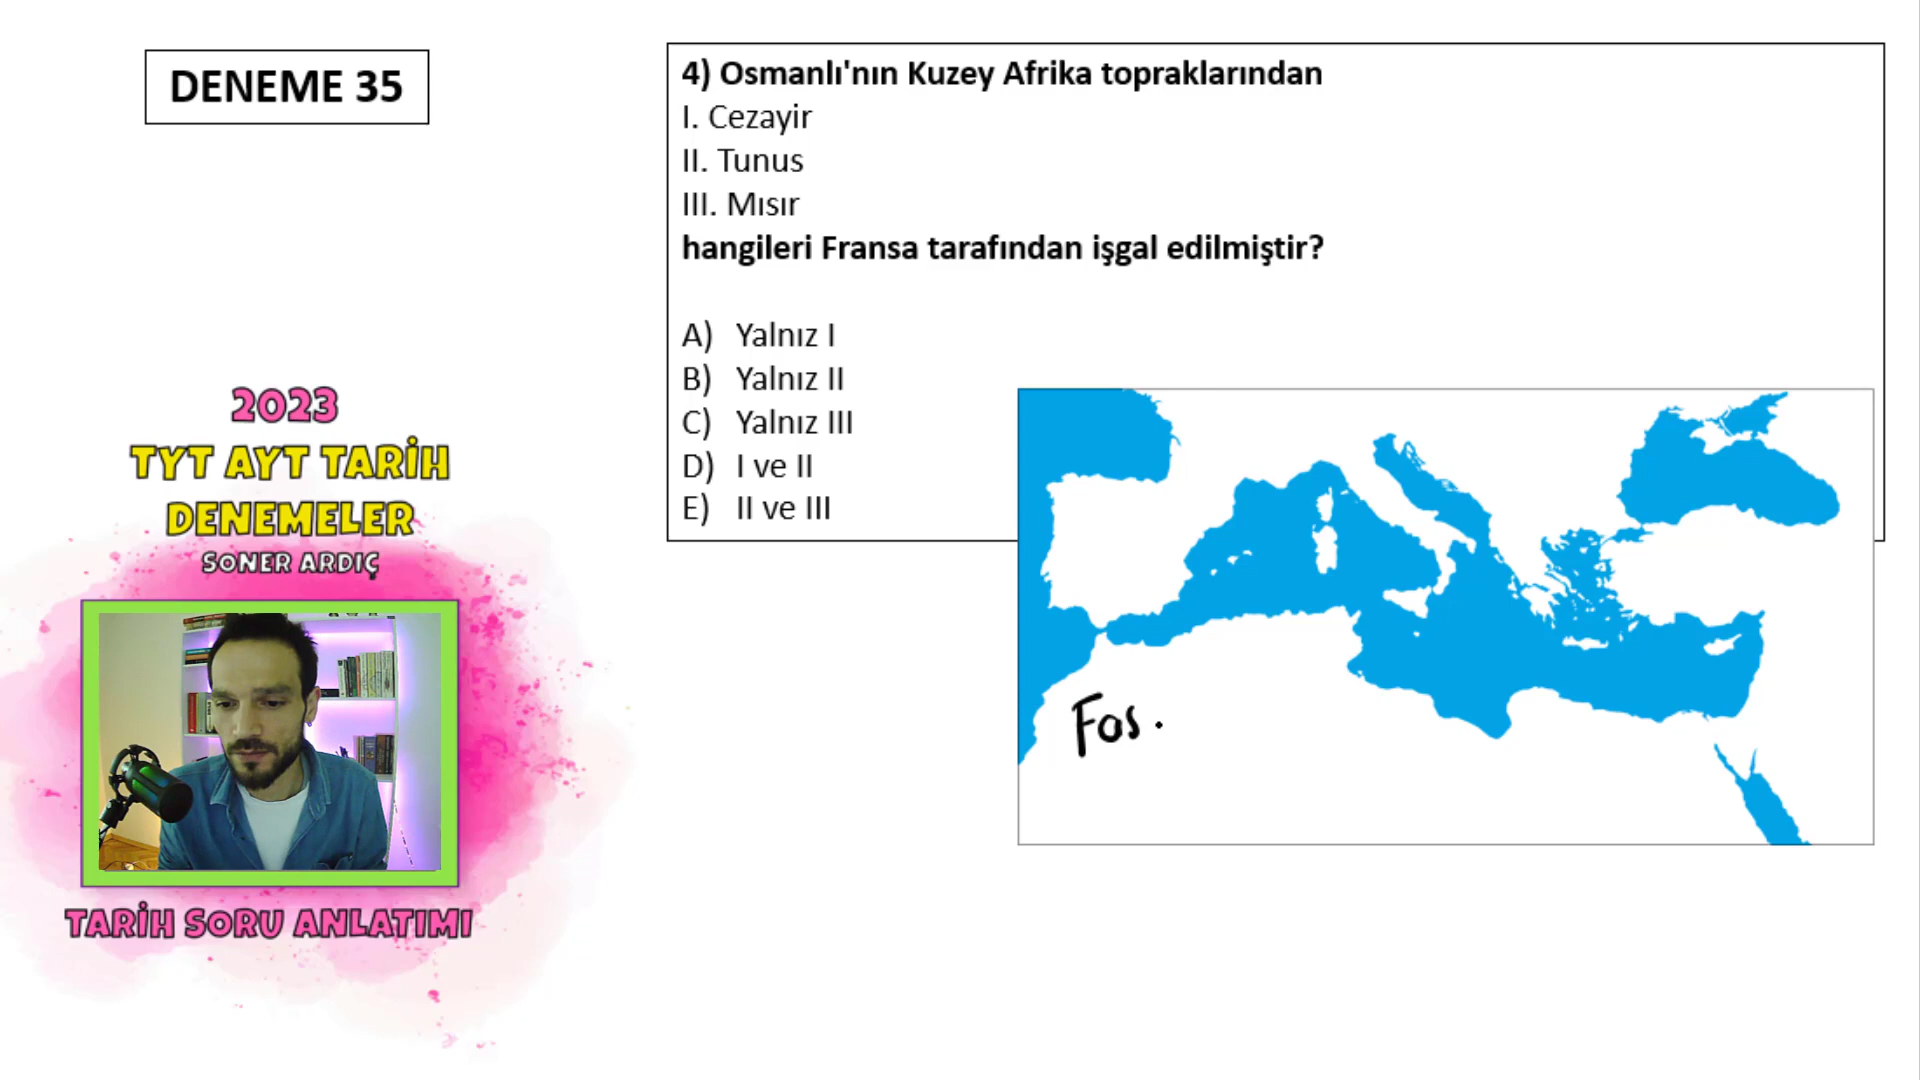 DENEME 35
4) Osmanlı'nın Kuzey Afrika topraklarından
I. Cezayir
II. Tunus
III. Mısır
hangileri Fransa tarafından işgal edilmiştir?
A) Yalnız I
B) Yalnız II
C) Yalnız III
D) I ve II
E) II ve III
Fas .
2023
TYT AYT TARİH
DENEMELER
SONER ARDIÇ
TARİH SORU ANLATIMI